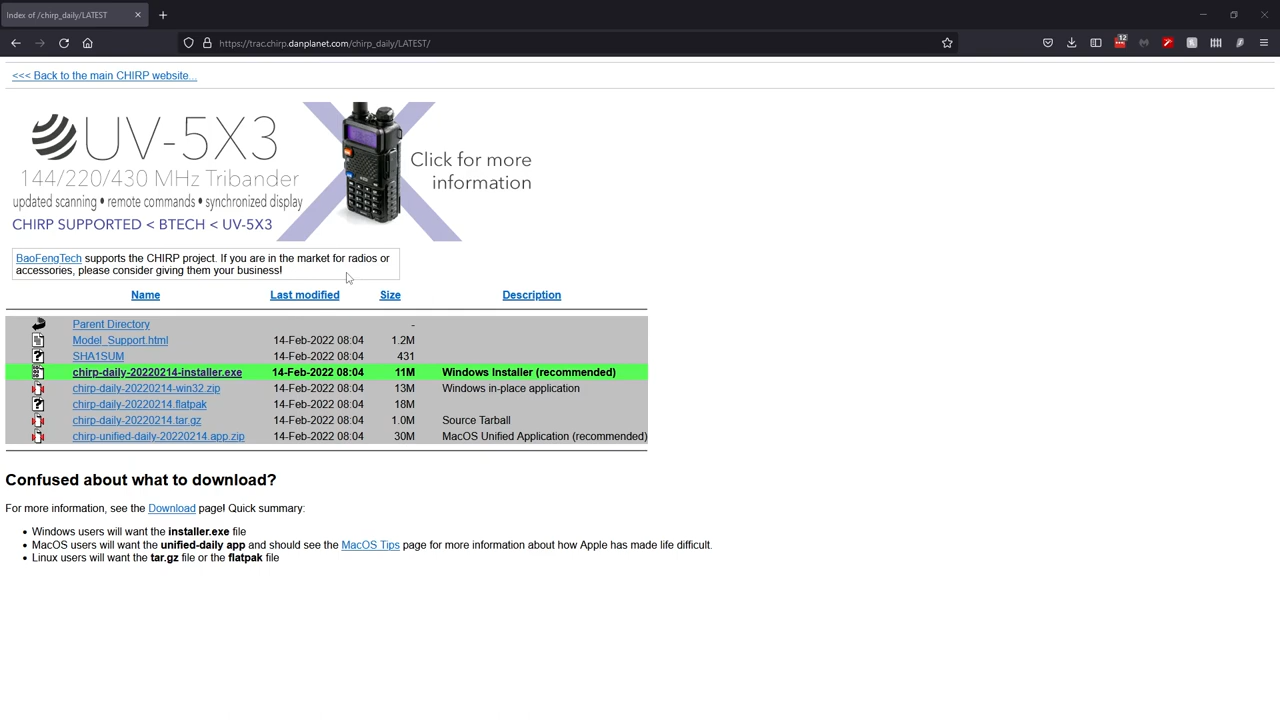 Index of /chirp_daily/LATEST
https://trac.chirp.danplanet.com/chirp_daily/LATEST/
12
<<< Back to the main CHIRP website...
UV-5X3
144/220/430 MHz Tribander
updated scanning • remote commands • synchronized display
CHIRP SUPPORTED < BTECH < UV-5X3
Click for more
information
BaoFengTech supports the CHIRP project. If you are in the market for radios or
accessories, please consider giving them your business!
Name Last modified Size Description
Parent Directory -
Model_Support.html 14-Feb-2022 08:04 1.2M
SHA1SUM 14-Feb-2022 08:04 431
chirp-daily-20220214-installer.exe 14-Feb-2022 08:04 11M Windows Installer (recommended)
chirp-daily-20220214-win32.zip 14-Feb-2022 08:04 13M Windows in-place application
chirp-daily-20220214.flatpak 14-Feb-2022 08:04 18M
chirp-daily-20220214.tar.gz 14-Feb-2022 08:04 1.0M Source Tarball
chirp-unified-daily-20220214.app.zip 14-Feb-2022 08:04 30M MacOS Unified Application (recommended)
Confused about what to download?
For more information, see the Download page! Quick summary:
• Windows users will want the installer.exe file
• MacOS users will want the unified-daily app and should see the MacOS Tips page for more information about how Apple has made life difficult.
• Linux users will want the tar.gz file or the flatpak file